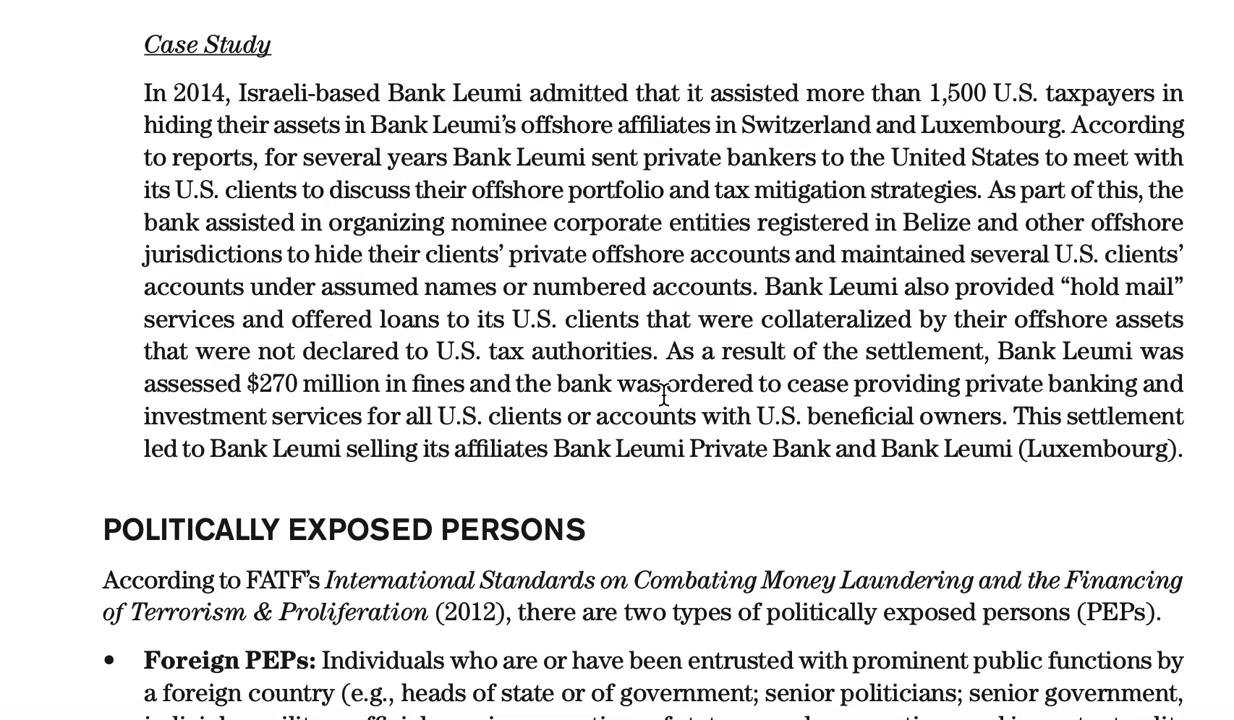 Case Study
In 2014, Israeli-based Bank Leumi admitted that it assisted more than 1,500 U.S. taxpayers in
hiding their assets in Bank Leumi’s offshore affiliates in Switzerland and Luxembourg. According
to reports, for several years Bank Leumi sent private bankers to the United States to meet with
its U.S. clients to discuss their offshore portfolio and tax mitigation strategies. As part of this, the
bank assisted in organizing nominee corporate entities registered in Belize and other offshore
jurisdictions to hide their clients’ private offshore accounts and maintained several U.S. clients’
accounts under assumed names or numbered accounts. Bank Leumi also provided “hold mail”
services and offered loans to its U.S. clients that were collateralized by their offshore assets
that were not declared to U.S. tax authorities. As a result of the settlement, Bank Leumi was
assessed $270 million in fines and the bank was ordered to cease providing private banking and
investment services for all U.S. clients or accounts with U.S. beneficial owners. This settlement
led to Bank Leumi selling its affiliates Bank Leumi Private Bank and Bank Leumi (Luxembourg).
POLITICALLY EXPOSED PERSONS
According to FATF’s International Standards on Combating Money Laundering and the Financing
of Terrorism & Proliferation (2012), there are two types of politically exposed persons (PEPs).
• Foreign PEPs: Individuals who are or have been entrusted with prominent public functions by
a foreign country (e.g., heads of state or of government; senior politicians; senior government,